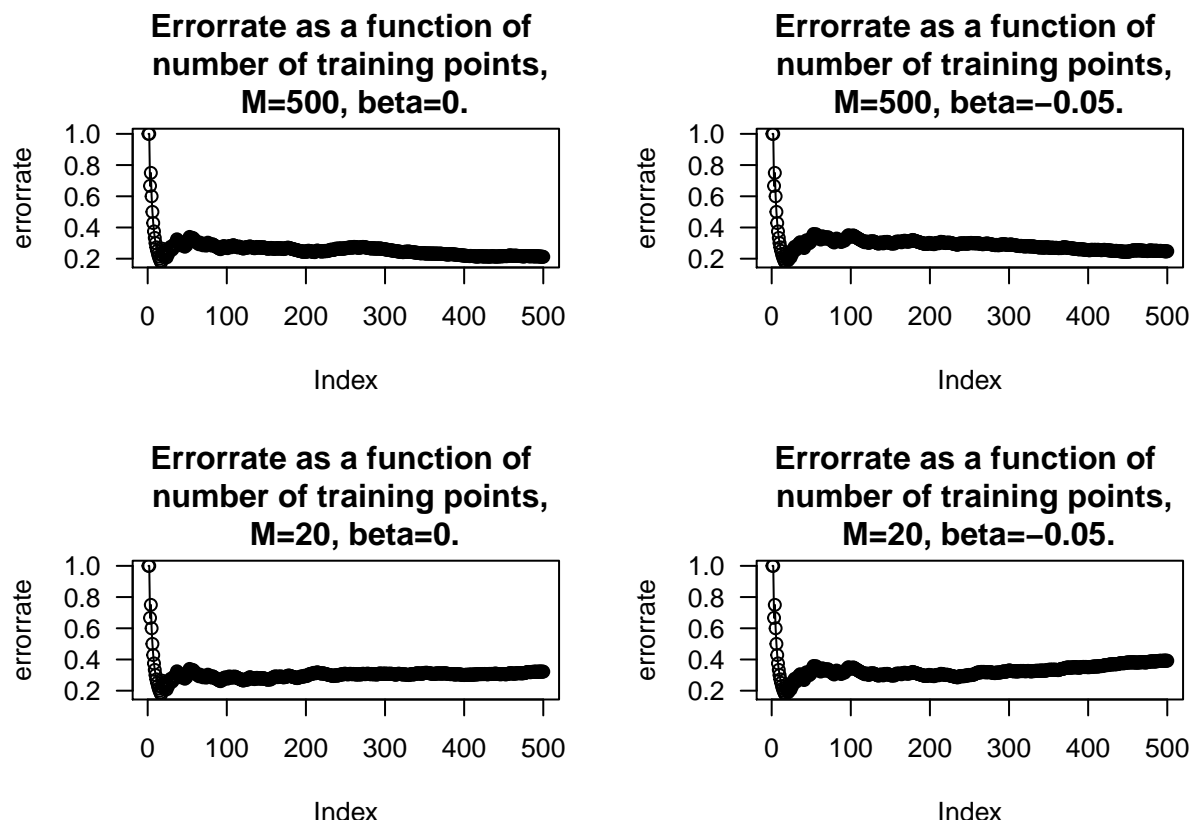 Errorrate as a function of
number of training points,
M=500, beta=0.
errorrate
1.0
0.8
0.6
0.4
0.2
0 100 200 300 400 500
Index
Errorrate as a function of
number of training points,
M=500, beta=−0.05.
errorrate
1.0
0.8
0.6
0.4
0.2
0 100 200 300 400 500
Index
Errorrate as a function of
number of training points,
M=20, beta=0.
errorrate
1.0
0.8
0.6
0.4
0.2
0 100 200 300 400 500
Index
Errorrate as a function of
number of training points,
M=20, beta=−0.05.
errorrate
1.0
0.8
0.6
0.4
0.2
0 100 200 300 400 500
Index